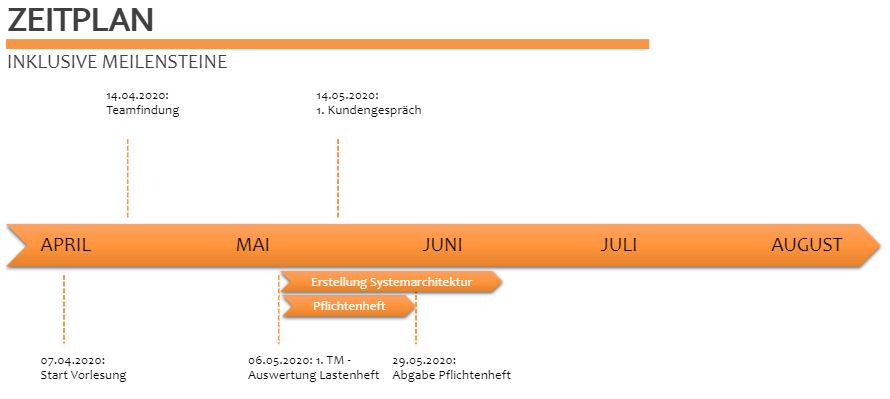 ZEITPLAN
INKLUSIVE MEILENSTEINE
14.04.2020:
Teamfindung
14.05.2020:
1. Kundengespräch
APRIL
MAI
JUNI
JULI
AUGUST
Erstellung Systemarchitektur
Pflichtenheft
07.04.2020:
Start Vorlesung
06.05.2020: 1. TM -
Auswertung Lastenheft
29.05.2020:
Abgabe Pflichtenheft